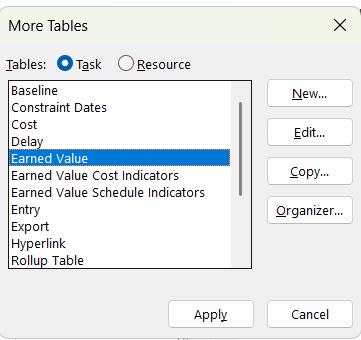 More Tables
Tables: Task Resource
Baseline
Constraint Dates
Cost
Delay
Earned Value
Earned Value Cost Indicators
Earned Value Schedule Indicators
Entry
Export
Hyperlink
Rollup Table
New...
Edit...
Copy...
Organizer...
Apply Cancel